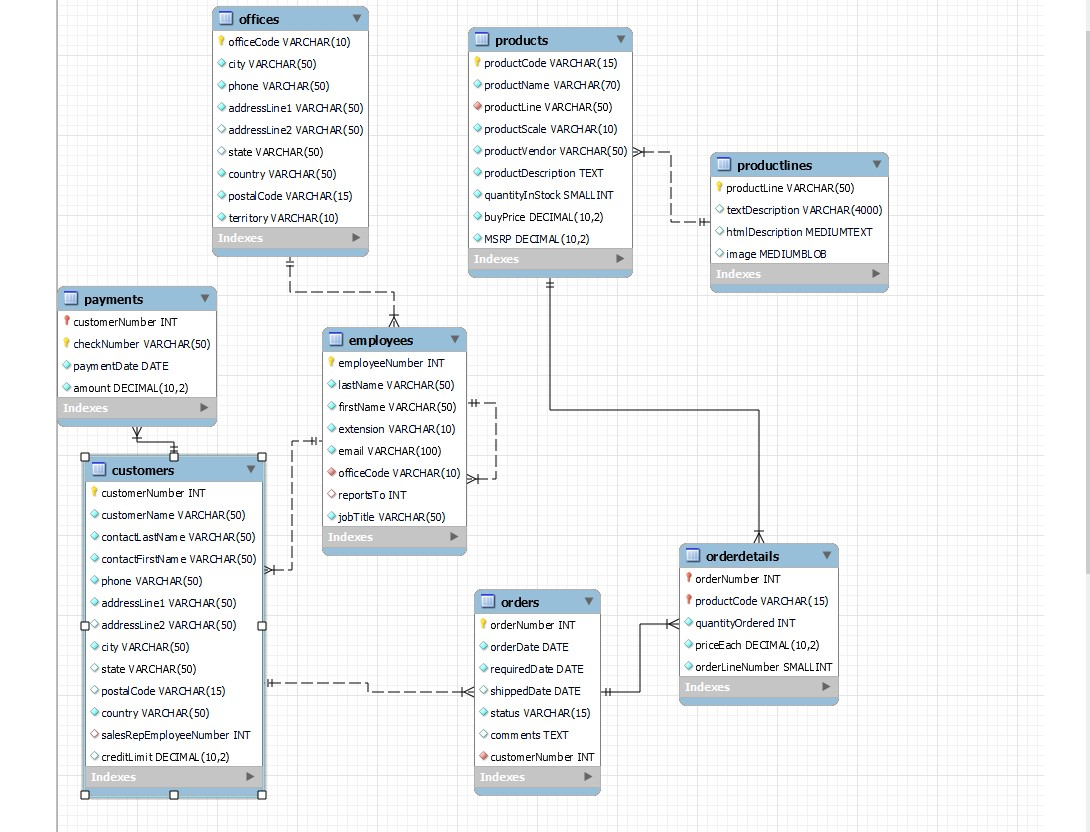 offices
officeCode VARCHAR(10)
city VARCHAR(50)
phone VARCHAR(50)
addressLine1 VARCHAR(50)
addressLine2 VARCHAR(50)
state VARCHAR(50)
country VARCHAR(50)
postalCode VARCHAR(15)
territory VARCHAR(10)
Indexes
products
productCode VARCHAR(15)
productName VARCHAR(70)
productLine VARCHAR(50)
productScale VARCHAR(10)
productVendor VARCHAR(50)
productDescription TEXT
quantityInStock SMALLINT
buyPrice DECIMAL(10,2)
MSRP DECIMAL(10,2)
Indexes
productlines
productLine VARCHAR(50)
textDescription VARCHAR(4000)
htmlDescription MEDIUMTEXT
image MEDIUMBLOB
Indexes
payments
customerNumber INT
checkNumber VARCHAR(50)
paymentDate DATE
amount DECIMAL(10,2)
Indexes
employees
employeeNumber INT
lastName VARCHAR(50)
firstName VARCHAR(50)
extension VARCHAR(10)
email VARCHAR(100)
officeCode VARCHAR(10)
reportsTo INT
jobTitle VARCHAR(50)
Indexes
customers
customerNumber INT
customerName VARCHAR(50)
contactLastName VARCHAR(50)
contactFirstName VARCHAR(50)
phone VARCHAR(50)
addressLine1 VARCHAR(50)
addressLine2 VARCHAR(50)
city VARCHAR(50)
state VARCHAR(50)
postalCode VARCHAR(15)
country VARCHAR(50)
salesRepEmployeeNumber INT
creditLimit DECIMAL(10,2)
Indexes
orders
orderNumber INT
orderDate DATE
requiredDate DATE
shippedDate DATE
status VARCHAR(15)
comments TEXT
customerNumber INT
Indexes
orderdetails
orderNumber INT
productCode VARCHAR(15)
quantityOrdered INT
priceEach DECIMAL(10,2)
orderLineNumber SMALLINT
Indexes